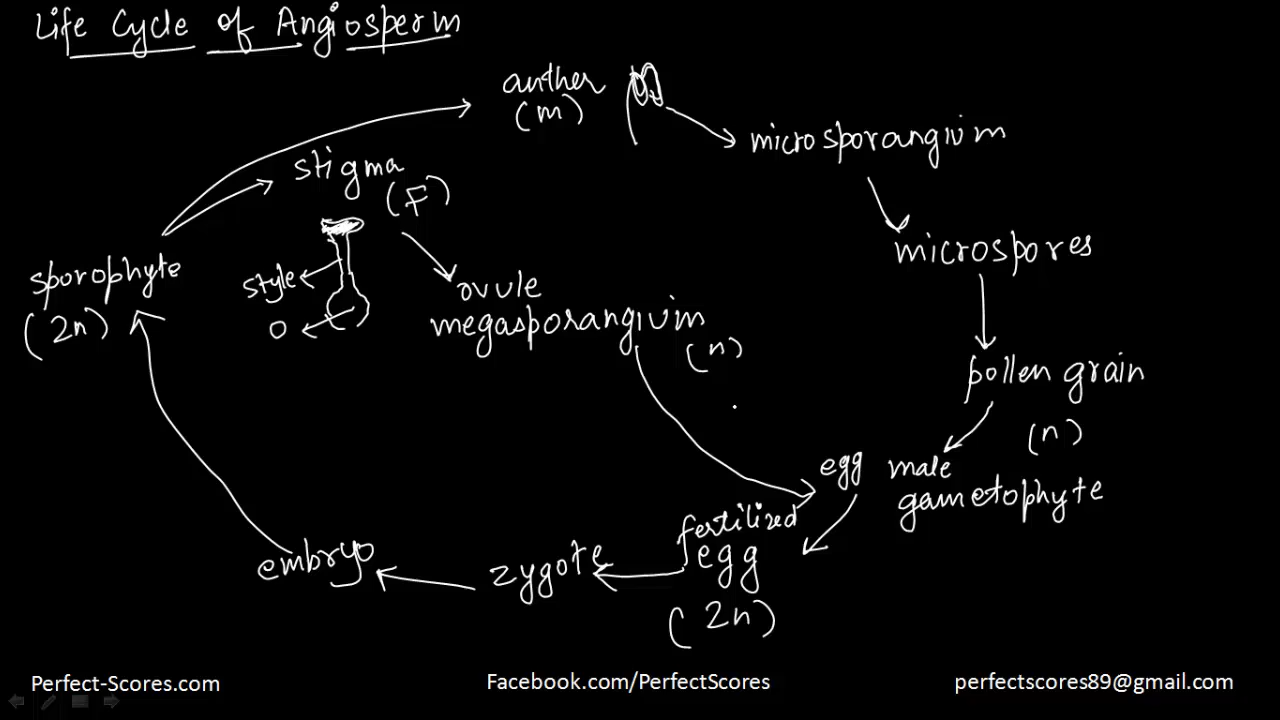 Life Cycle of Angiosperm
anther
(m)
microsporangium
stigma
(F)
microspores
sporophyte
(2n)
style
O
ovule
megasporangium
(n)
pollen grain
(n)
egg
male
gametophyte
fertilized
egg
(2n)
zygote
embryo
Perfect-Scores.com
Facebook.com/PerfectScores
perfectscores89@gmail.com